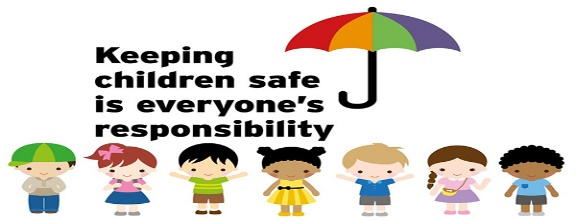 Keeping
children safe
is everyone's
responsibility